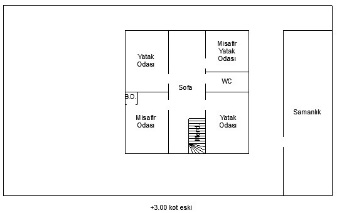 Misafir
Yatak
Odası
Yatak
Odası
WC
Sofa
B.D.
Misafir
Odası
Yatak
Odası
Samanlık
+3.00 kot eski